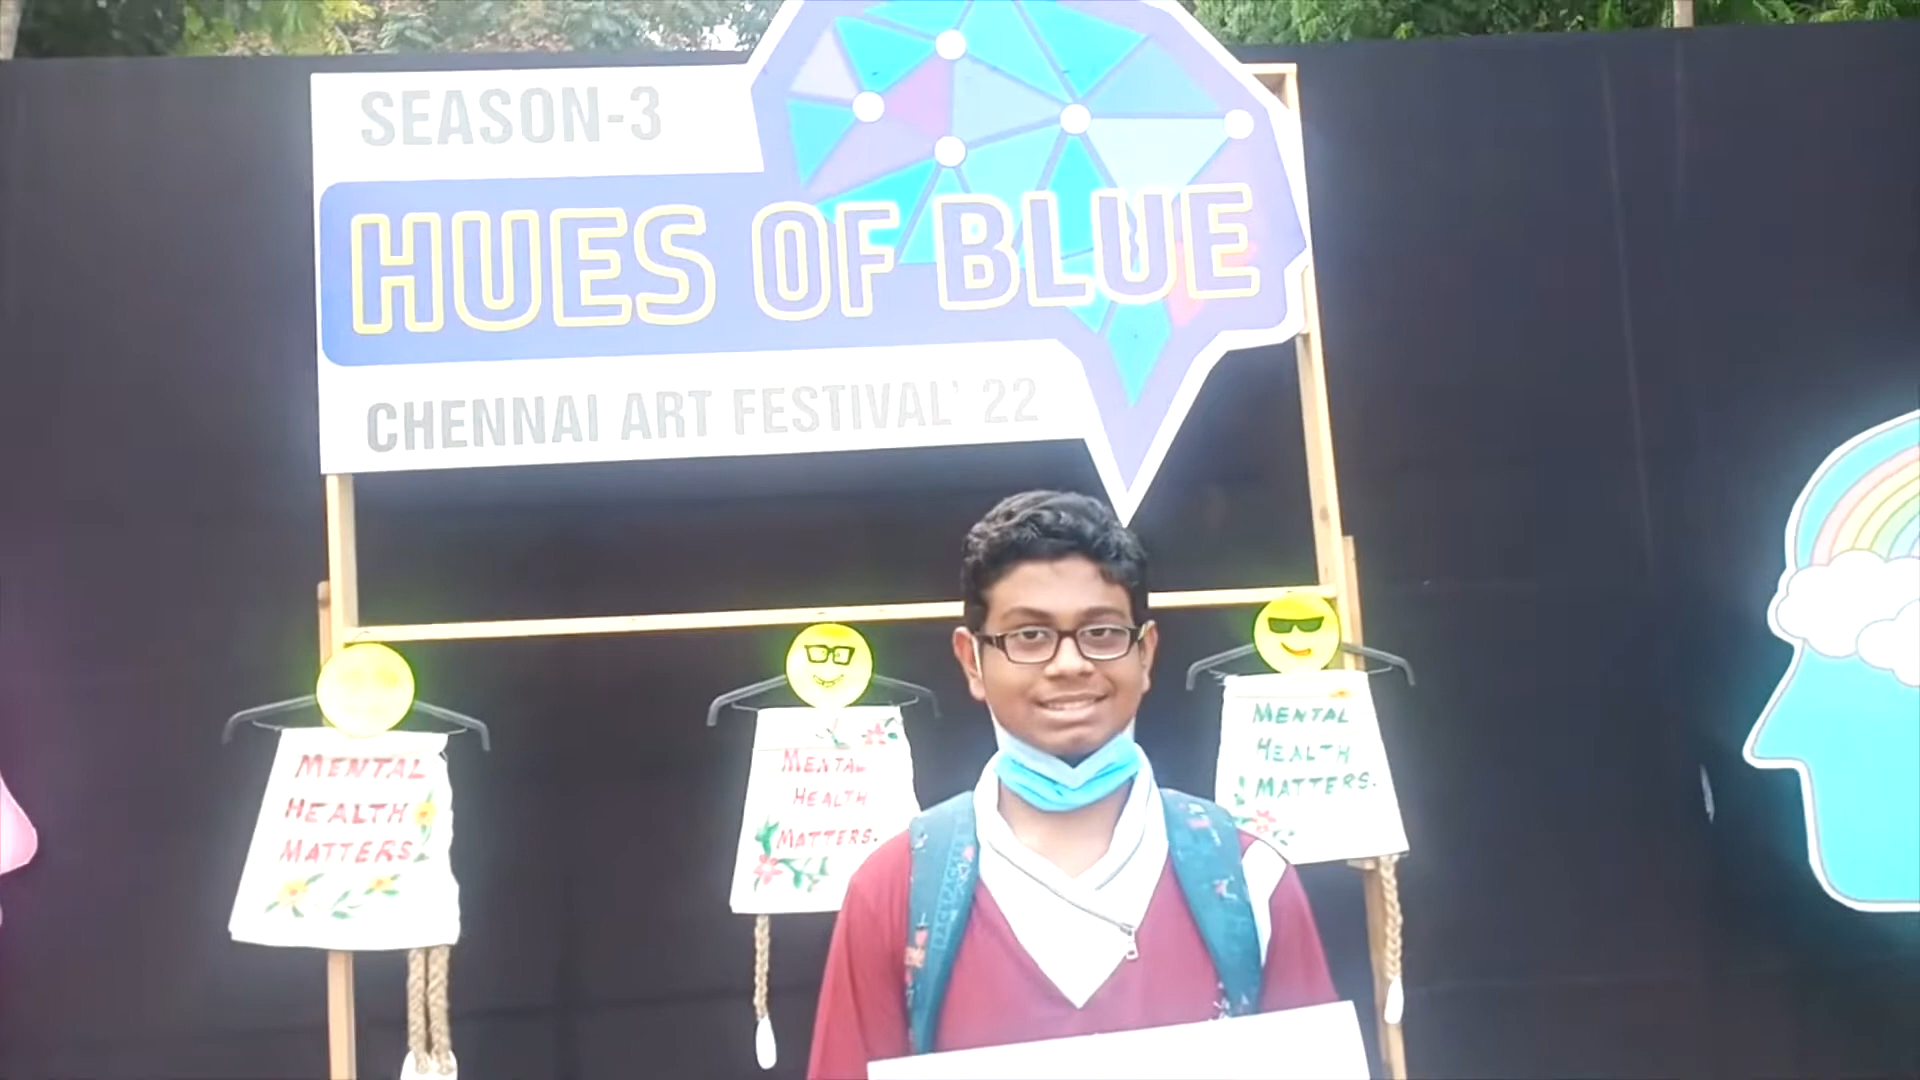 SEASON-3
HUES OF BLUE
CHENNAI ART FESTIVAL' 22
MENTAL
HEALTH
MATTERS.
MENTAL
HEALTH
MATTERS.
MENTAL
HEALTH
MATTERS.